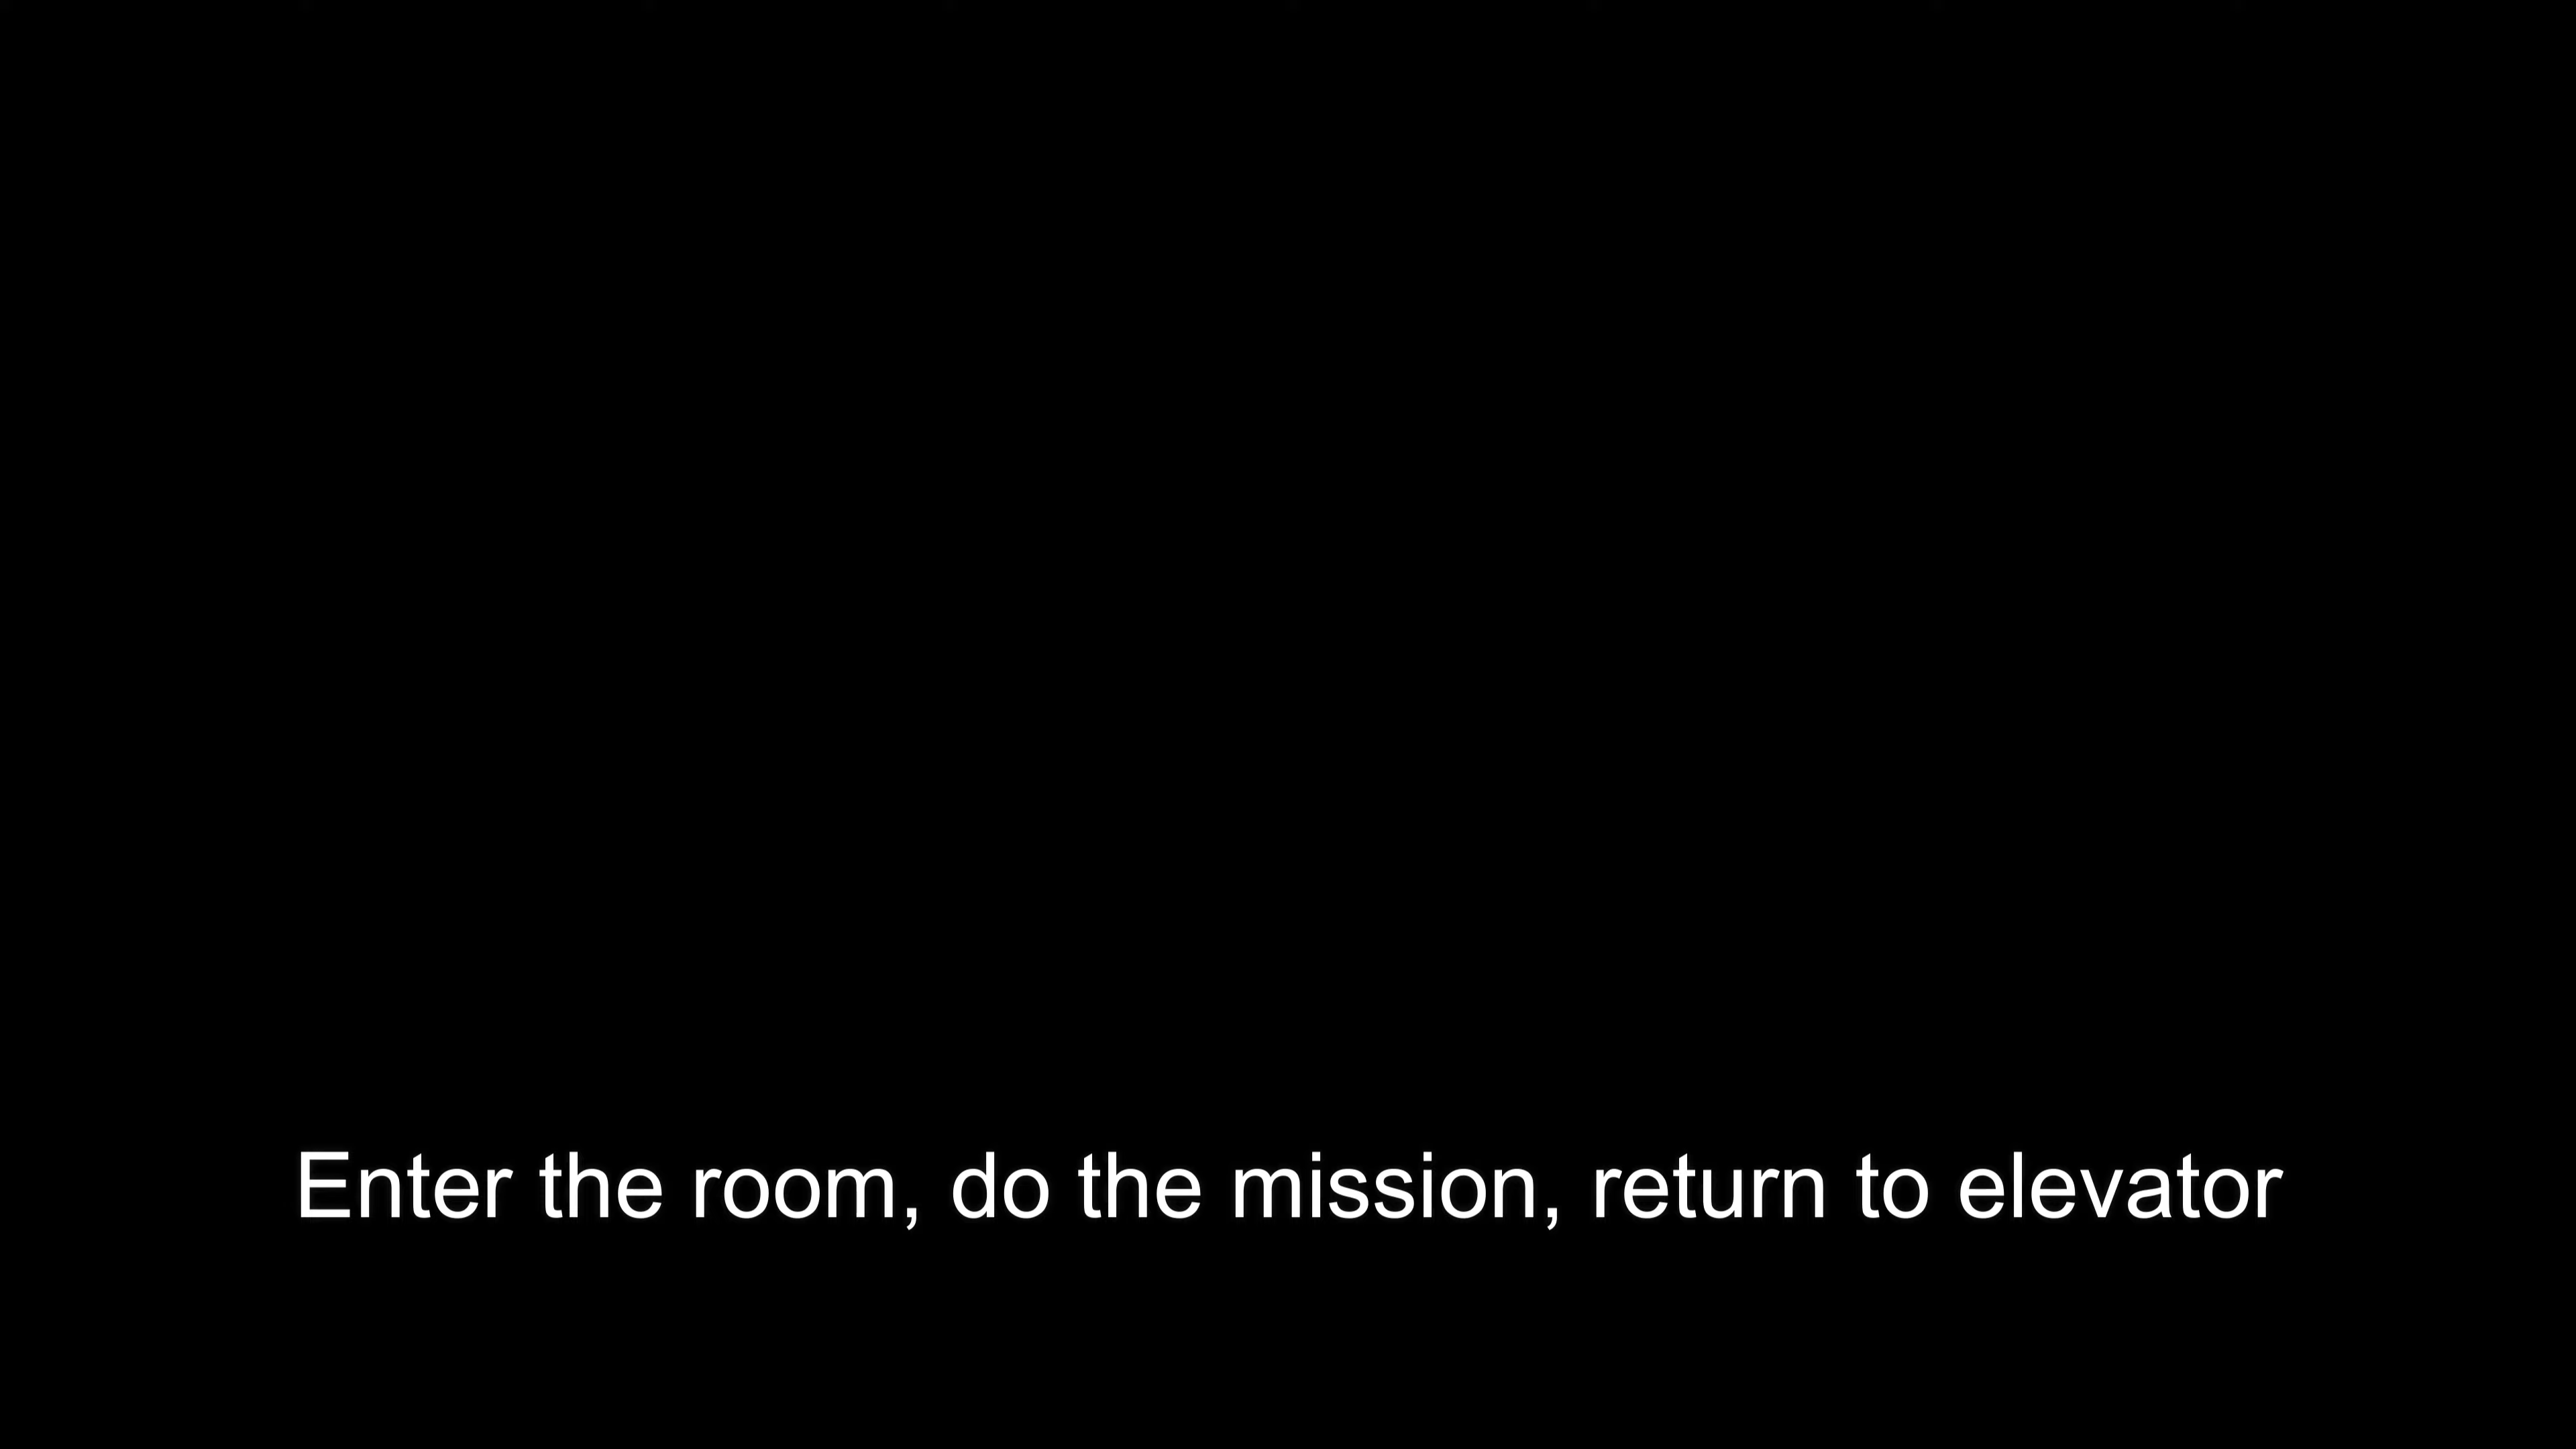 Enter the room, do the mission, return to elevator